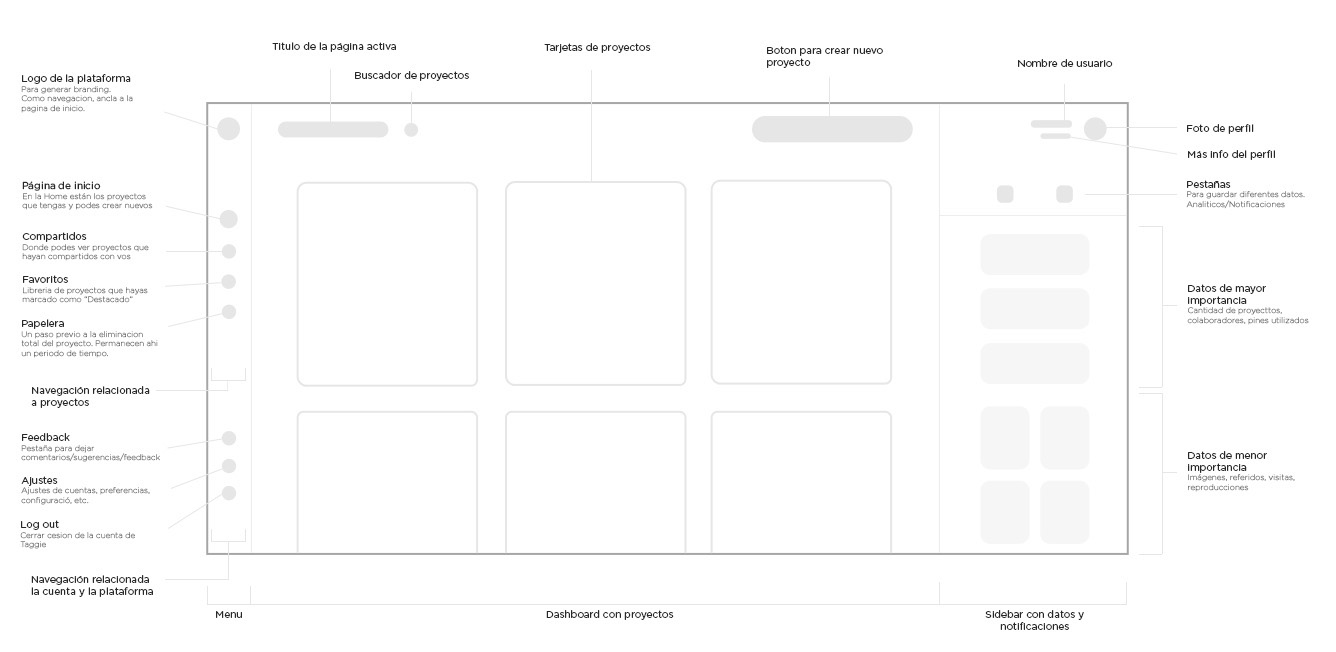 Titulo de la página activa
Buscador de proyectos
Tarjetas de proyectos
Boton para crear nuevo
proyecto
Nombre de usuario
Logo de la plataforma
Para generar branding.
Como navegacion, ancla a la
pagina de inicio.
Página de inicio
En la Home están los proyectos
que tengas y podes crear nuevos
Compartidos
Donde podes ver proyectos que
hayan compartidos con vos
Favoritos
Libreria de proyectos que hayas
marcado como "Destacado"
Papelera
Un paso previo a la eliminacion
total del proyecto. Permanecen ahi
un periodo de tiempo.
Navegación relacionada
a proyectos
Feedback
Pestaña para dejar
comentarios/sugerencias/feedback
Ajustes
Ajustes de cuentas, preferencias,
configuració, etc.
Log out
Cerrar cesion de la cuenta de
Taggie
Navegación relacionada
la cuenta y la plataforma
Foto de perfil
Más info del perfil
Pestañas
Para guardar diferentes datos.
Analiticos/Notificaciones
Datos de mayor
importancia
Cantidad de proyecttos,
colaboradores, pines utilizados
Datos de menor
importancia
Imágenes, referidos, visitas,
reproducciones
Menu
Dashboard con proyectos
Sidebar con datos y
notificaciones